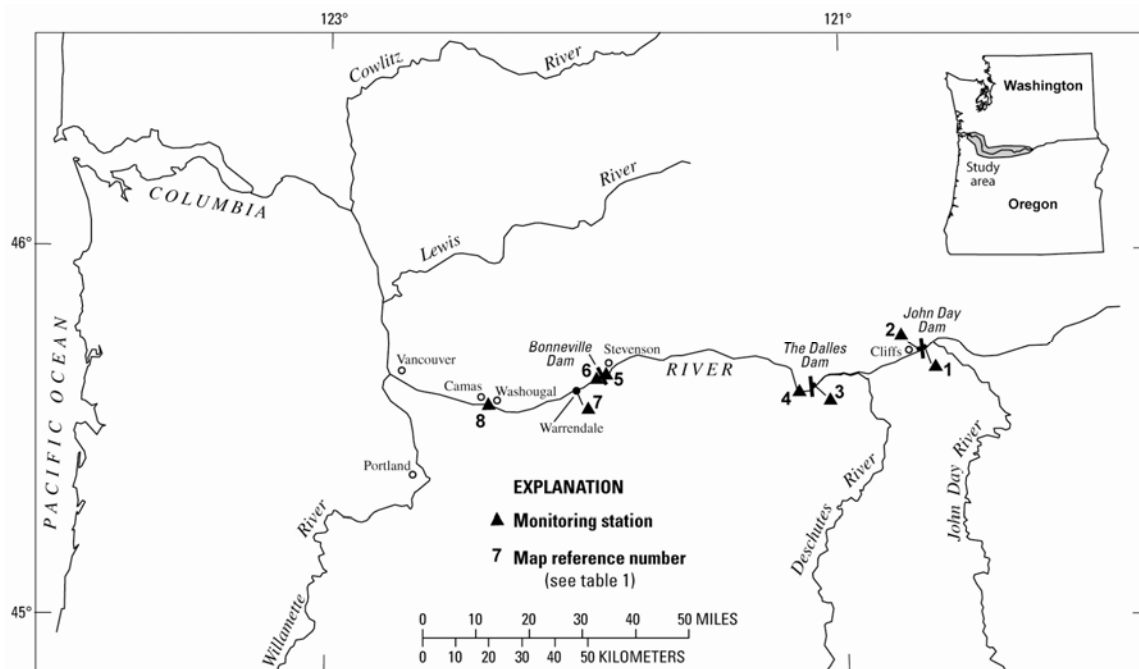 123°
121°
Cowlitz
River
Washington
Study
area
Oregon
COLUMBIA
River
Lewis
46°
46°
PACIFIC OCEAN
John Day
Dam
2
Cliffs
1
Bonneville
Dam
Stevenson
The Dalles
Dam
Vancouver
6
5
RIVER
4
3
Camas
Washougal
7
8
Warrendale
Portland
River
Willamette
River
Deschutes
River
John Day
EXPLANATION
Monitoring station
7 Map reference number
(see table 1)
45°
0 10 20 30 40 50 MILES
0 10 20 30 40 50 KILOMETERS
123°
121°